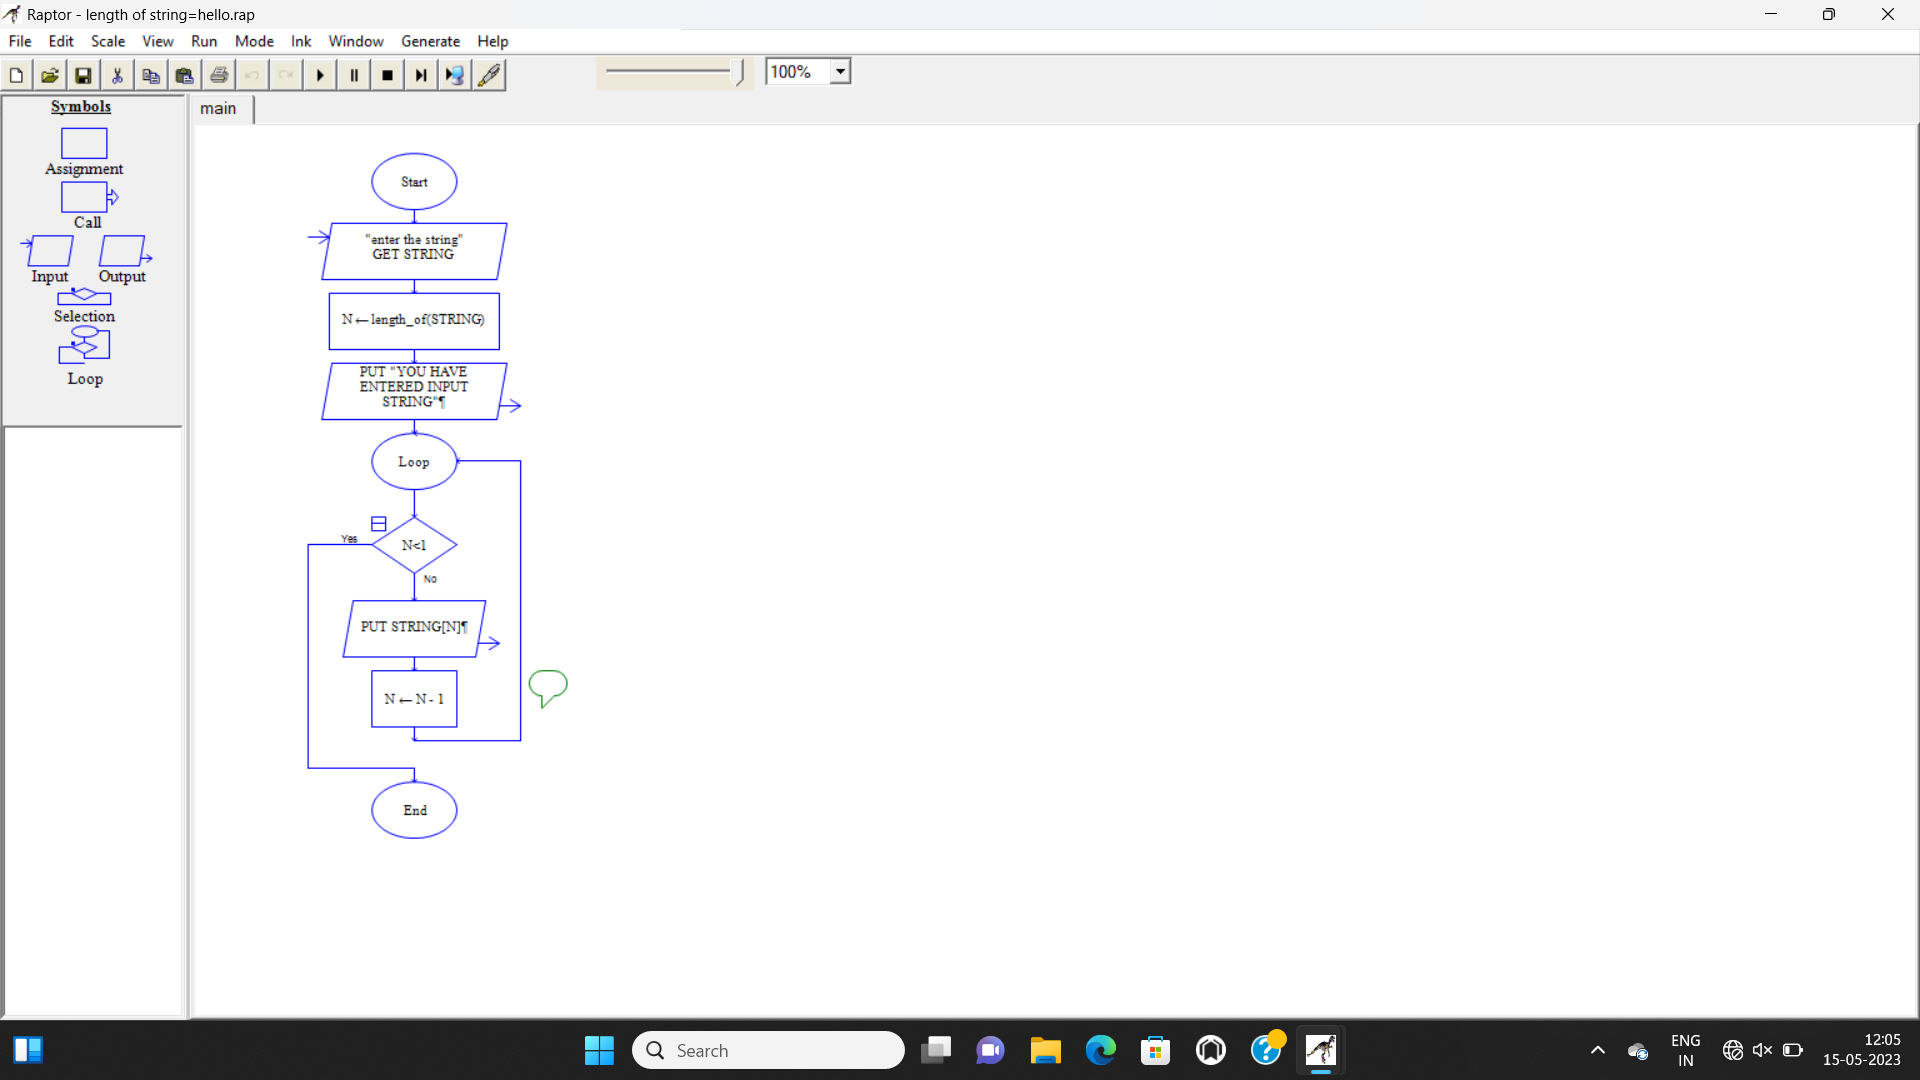 Raptor - length of string=hello.rap
File Edit Scale View Run Mode Ink Window Generate Help
100%
Symbols
main
Assignment
Call
Input Output
Selection
Loop
Start
"enter the string"
GET STRING
N ← length_of(STRING)
PUT "YOU HAVE
ENTERED INPUT
STRING"¶
Loop
Yes
N<1
No
PUT STRING[N]¶
N ← N - 1
End
Search
ENG
IN
12:05
15-05-2023